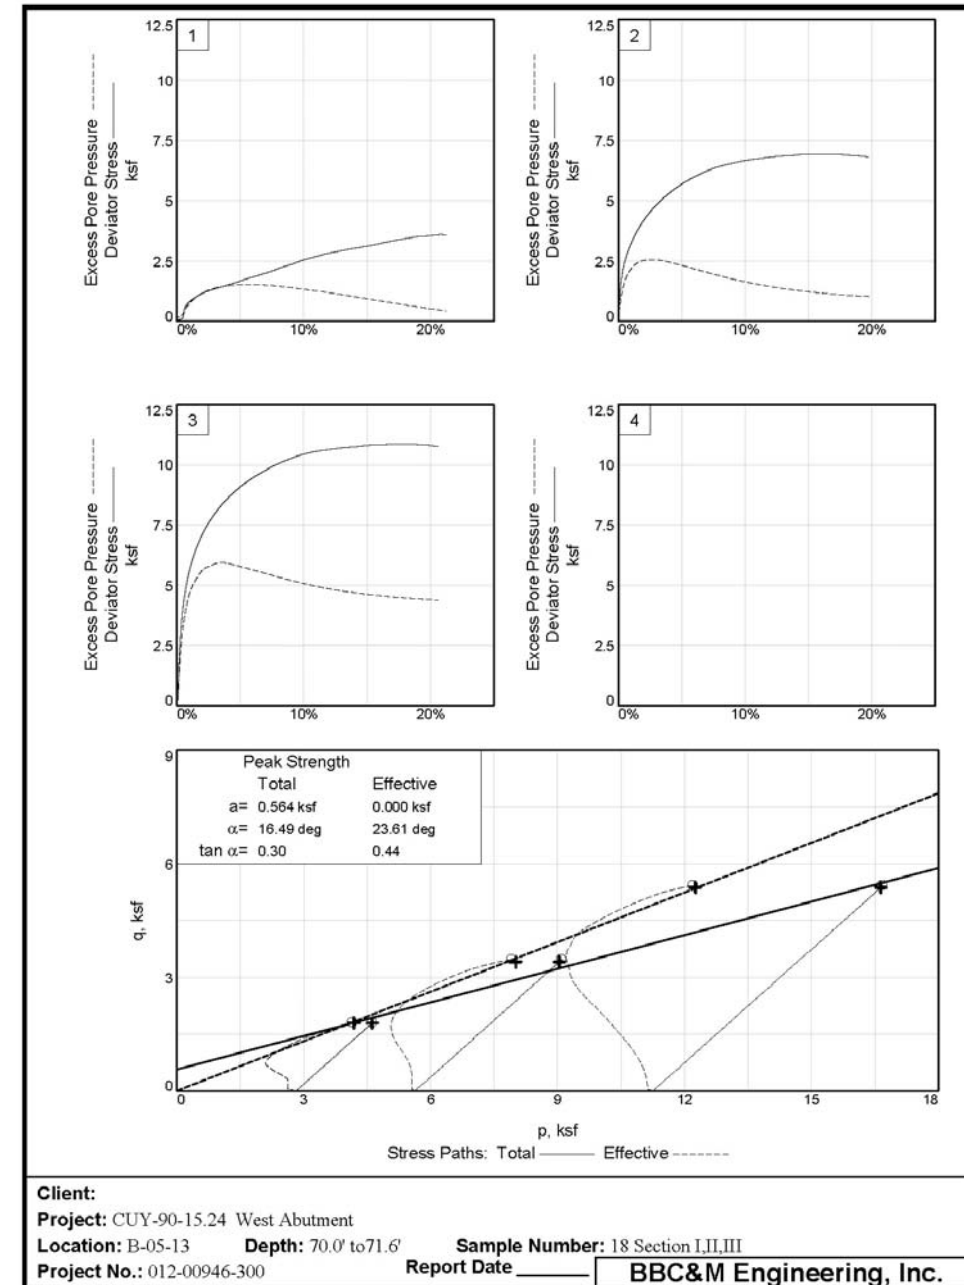 1
12.5
10
7.5
5
2.5
0
0%
10%
20%
Excess Pore Pressure
Deviator Stress
ksf
2
12.5
10
7.5
5
2.5
0
0%
10%
20%
Excess Pore Pressure
Deviator Stress
ksf
3
12.5
10
7.5
5
2.5
0
0%
10%
20%
Excess Pore Pressure
Deviator Stress
ksf
4
12.5
10
7.5
5
2.5
0
0%
10%
20%
Excess Pore Pressure
Deviator Stress
ksf
Peak Strength
Total Effective
a= 0.564 ksf 0.000 ksf
α= 16.49 deg 23.61 deg
tan α= 0.30 0.44
9
6
3
0
q, ksf
0 3 6 9 12 15 18
p, ksf
Stress Paths: Total Effective
Client:
Project: CUY-90-15.24 West Abutment
Location: B-05-13 Depth: 70.0' to71.6' Sample Number: 18 Section I,II,III
Project No.: 012-00946-300 Report Date BBC&M Engineering, Inc.